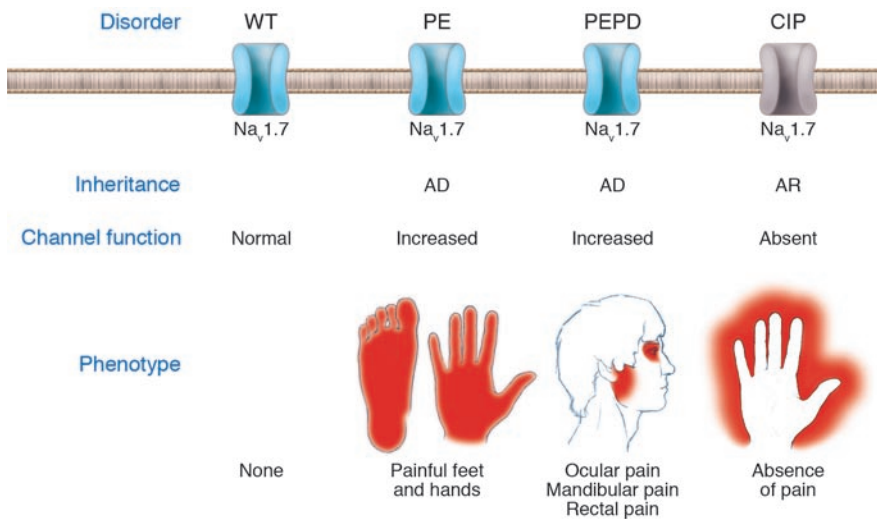 Disorder WT PE PEPD CIP
Nav1.7 Nav1.7 Nav1.7 Nav1.7
Inheritance AD AD AR
Channel function Normal Increased Increased Absent
Phenotype
None Painful feet Ocular pain Absence
and hands Mandibular pain of pain
Rectal pain